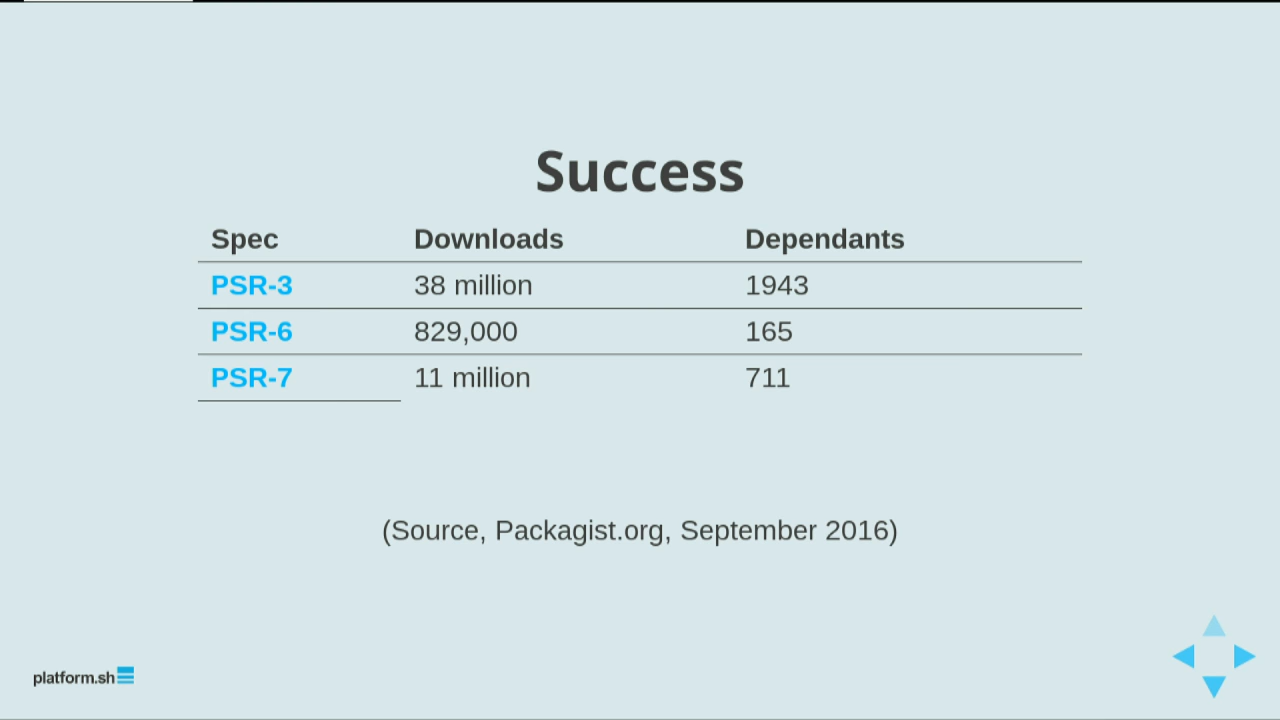 Success
Spec Downloads Dependants
PSR-3 38 million 1943
PSR-6 829,000 165
PSR-7 11 million 711
(Source, Packagist.org, September 2016)
platform.sh